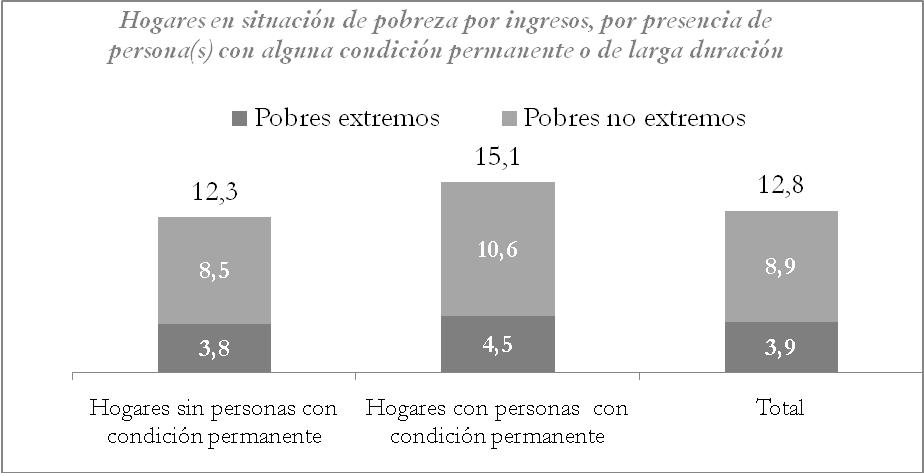 Hogares en situación de pobreza por ingresos, por presencia de
persona(s) con alguna condición permanente o de larga duración
Pobres extremos Pobres no extremos
12,3 15,1 12,8
8,5 10,6 8,9
3,8 4,5 3,9
Hogares sin personas con Hogares con personas con Total
condición permanente condición permanente